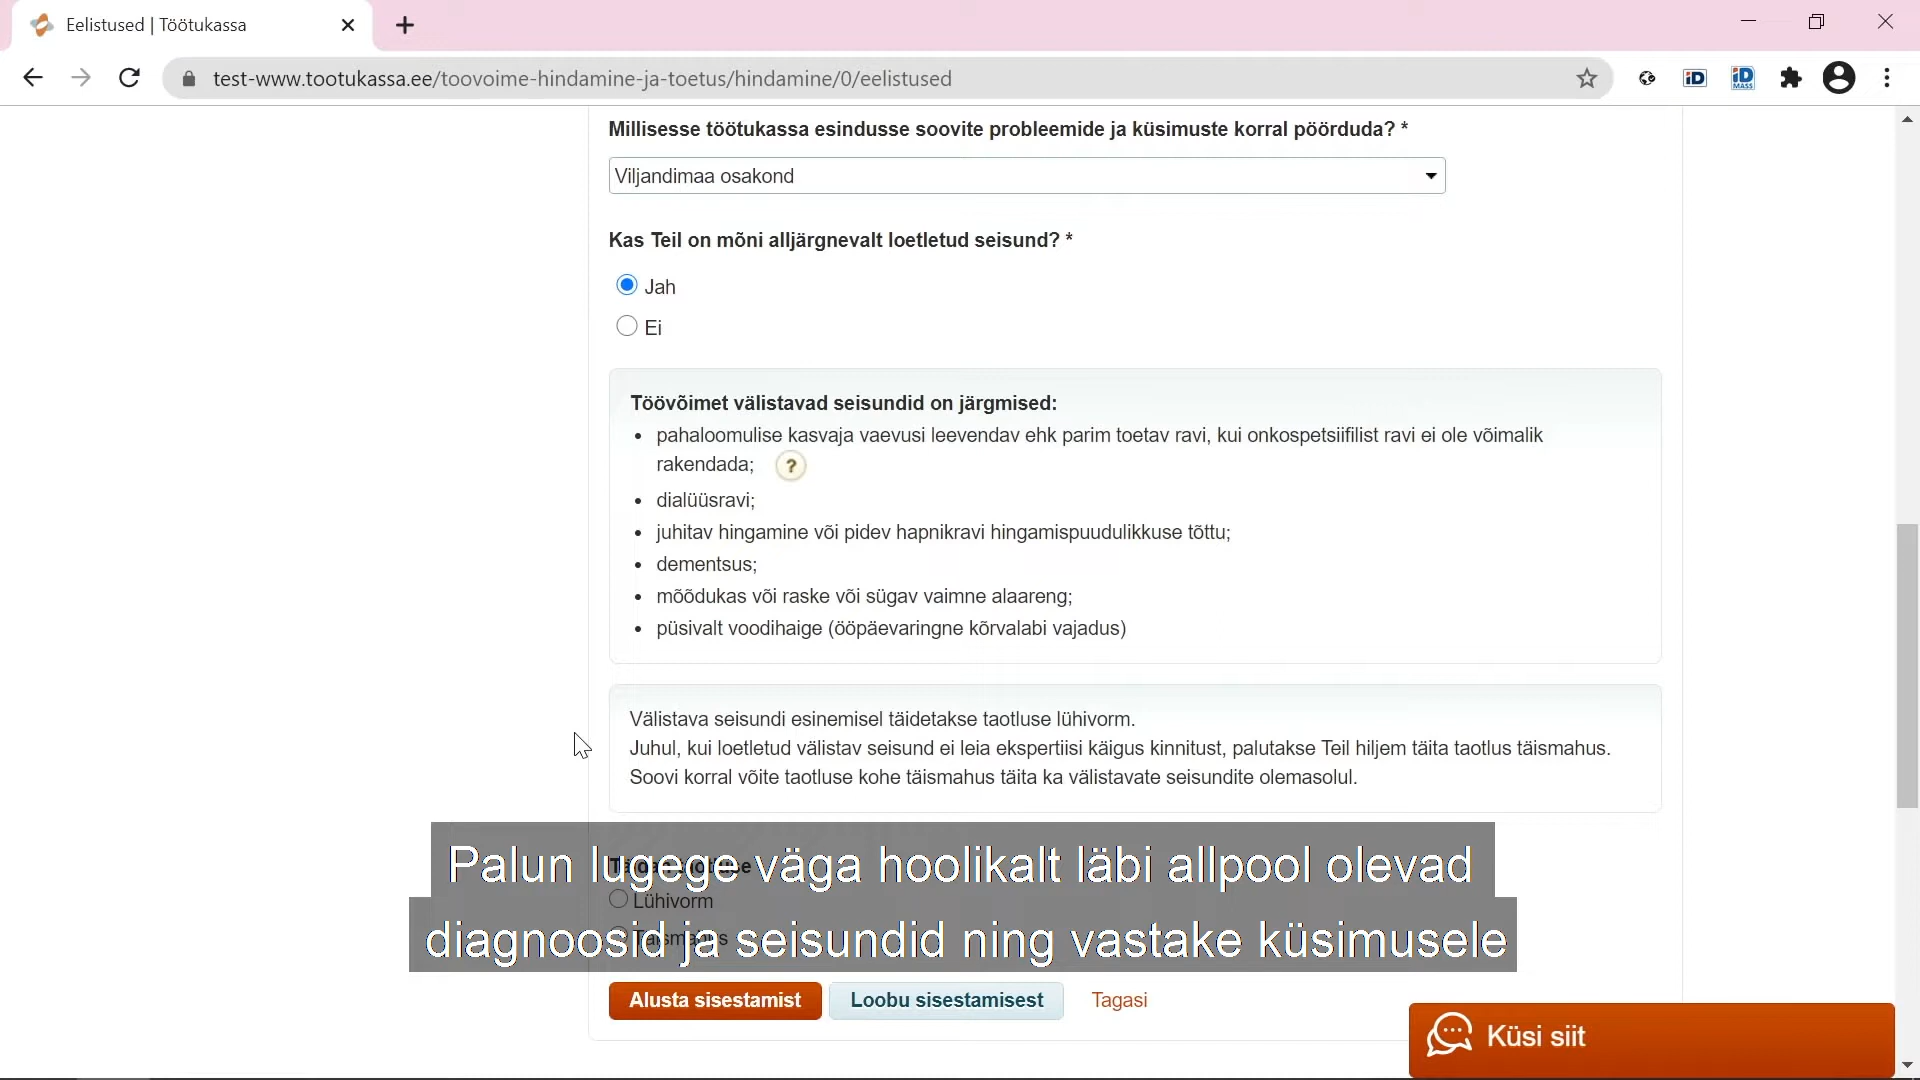 Eelistused | Töötukassa
test-www.tootukassa.ee/toovoime-hindamine-ja-toetus/hindamine/0/eelistused
iD
iD
MASS
Millisesse töötukassa esindusse soovite probleemide ja küsimuste korral pöörduda? *
Viljandimaa osakond
Kas Teil on mõni alljärgnevalt loetletud seisund? *
Jah
Ei
Töövõimet välistavad seisundid on järgmised:
• pahaloomulise kasvaja vaevusi leevendav ehk parim toetav ravi, kui onkospetsiifilist ravi ei ole võimalik
rakendada; ?
• dialüüsravi;
• juhitav hingamine või pidev hapnikravi hingamispuudulikkuse tõttu;
• dementsus;
• mõõdukas või raske või sügav vaimne alaareng;
• püsivalt voodihaige (ööpäevaringne kõrvalabi vajadus)
Välistava seisundi esinemisel täidetakse taotluse lühivorm.
Juhul, kui loetletud välistav seisund ei leia ekspertiisi käigus kinnitust, palutakse Teil hiljem täita taotlus täismahus.
Soovi korral võite taotluse kohe täismahus täita ka välistavate seisundite olemasolul.
Palun lugege väga hoolikalt läbi allpool olevad
Lühivorm
diagnoosid ja seisundid ning vastake küsimusele
Alusta sisestamist Loobu sisestamisest Tagasi
Küsi siit